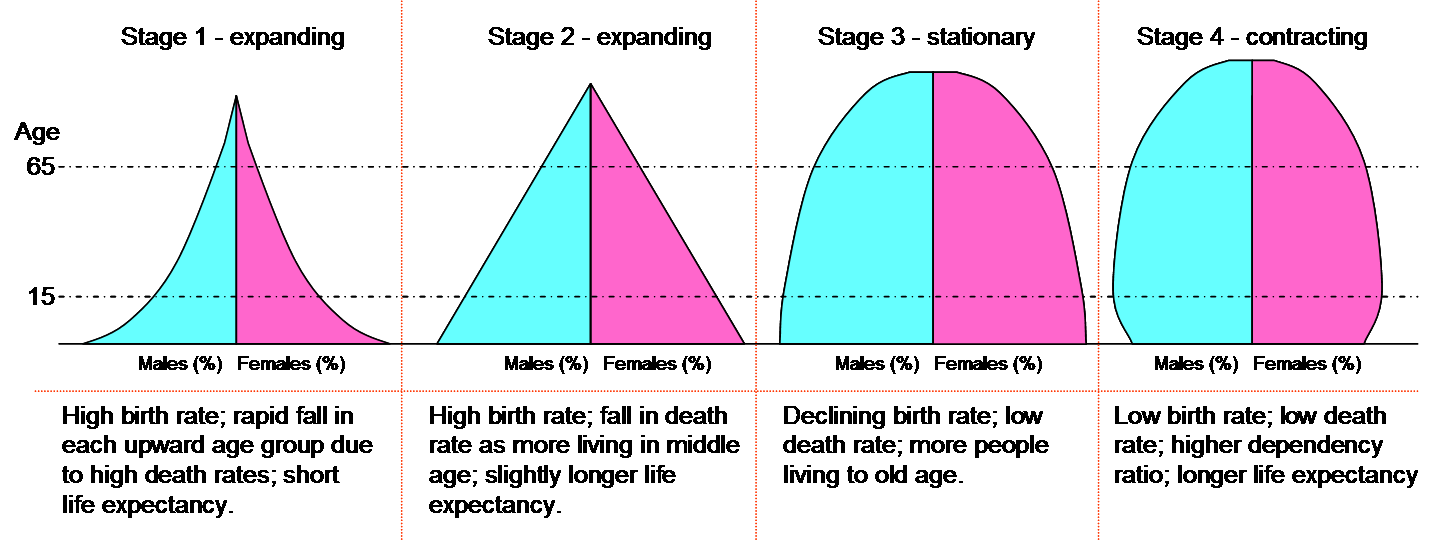 Stage 1 - expanding
Stage 2 - expanding
Stage 3 - stationary
Stage 4 - contracting
Age
65
15
Males (%) Females (%)
Males (%) Females (%)
Males (%) Females (%)
Males (%) Females (%)
High birth rate; rapid fall in
each upward age group due
to high death rates; short
life expectancy.
High birth rate; fall in death
rate as more living in middle
age; slightly longer life
expectancy.
Declining birth rate; low
death rate; more people
living to old age.
Low birth rate; low death
rate; higher dependency
ratio; longer life expectancy